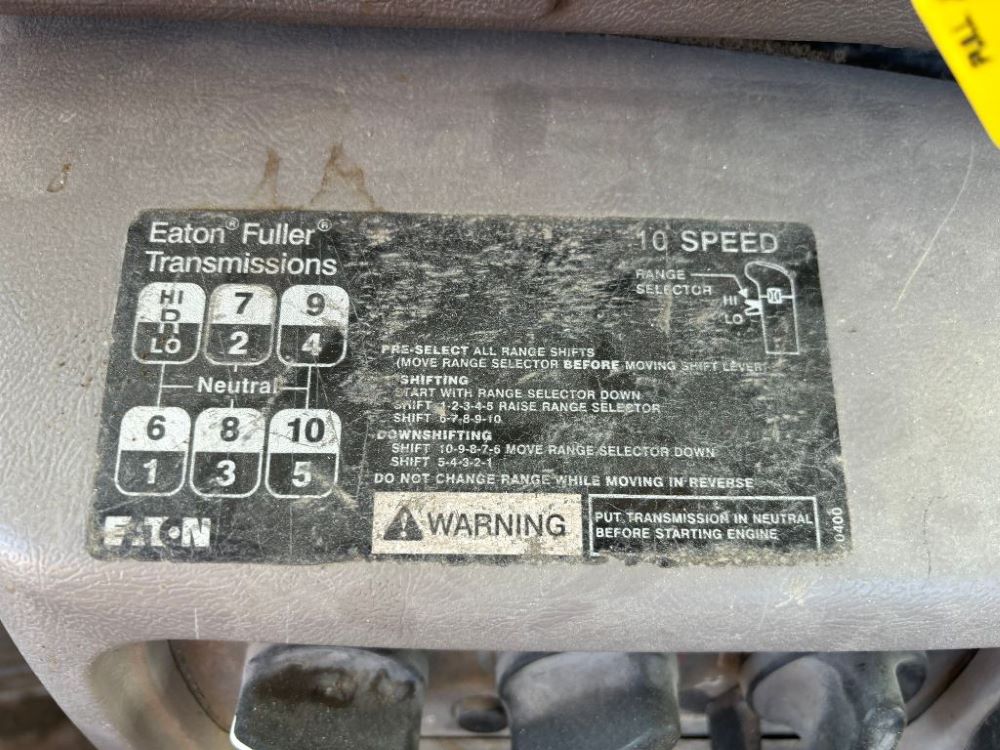 Eaton® Fuller®
Transmissions
HI
R
LO
7
2
9
4
Neutral
6
1
8
3
10
5
EATON
10 SPEED
RANGE
SELECTOR
HI
LO
PRE-SELECT ALL RANGE SHIFTS
(MOVE RANGE SELECTOR BEFORE MOVING SHIFT LEVER)
SHIFTING
START WITH RANGE SELECTOR DOWN
SHIFT 1-2-3-4-5 RAISE RANGE SELECTOR
SHIFT 6-7-8-9-10
DOWNSHIFTING
SHIFT 10-9-8-7-6 MOVE RANGE SELECTOR DOWN
SHIFT 5-4-3-2-1
DO NOT CHANGE RANGE WHILE MOVING IN REVERSE
WARNING
PUT TRANSMISSION IN NEUTRAL
BEFORE STARTING ENGINE
0400